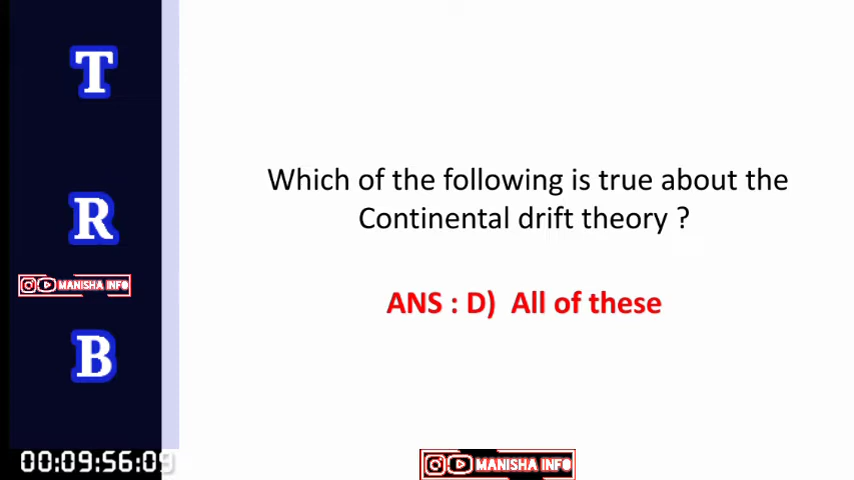 T
R
MANISHA INFO
B
00:09:56:09
Which of the following is true about the
Continental drift theory ?
ANS : D) All of these
MANISHA INFO